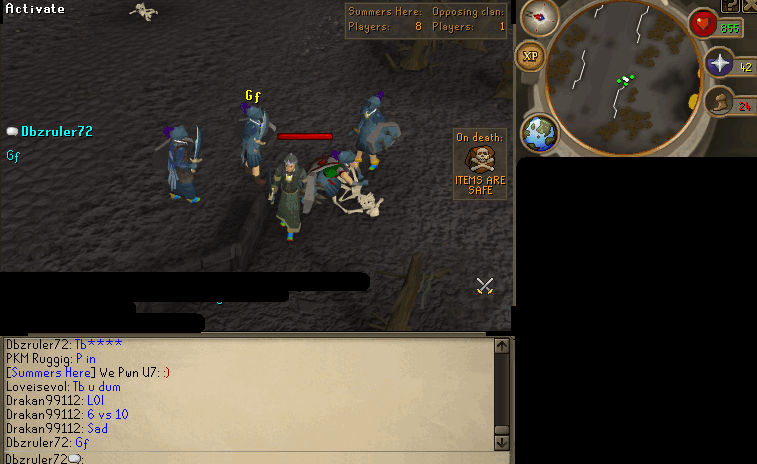 Activate
Summers Here: Opposing clan:
Players: 8 Players: 1
?
355
XP
42
24
Gf
Dbzruler72
Gf
On death:
ITEMS ARE
SAFE
Dbzruler72: Tb****
PKM Ruggig: P in
[Summers Here] We Pwn U7: :)
Loveisevol: Tb u dum
Drakan99112: LOl
Drakan99112: 6 vs 10
Drakan99112: Sad
Dbzruler72: Gf
Dbzruler72: